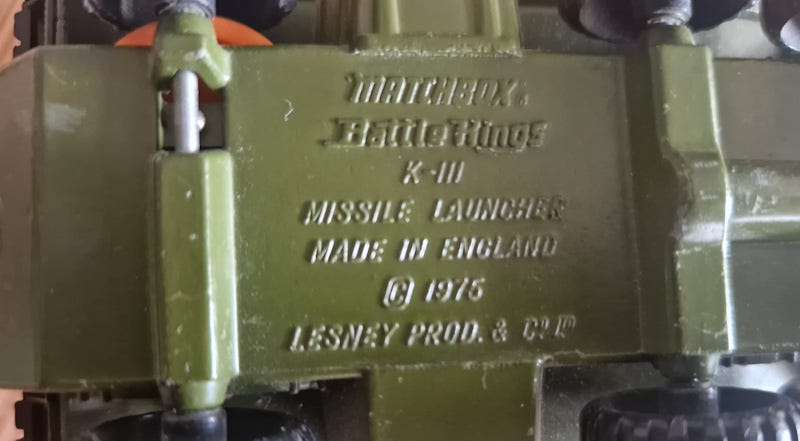 MATCHBOX®
Battle Kings
K-111
MISSILE LAUNCHER
MADE IN ENGLAND
© 1975
LESNEY PROD. & Co. LTD